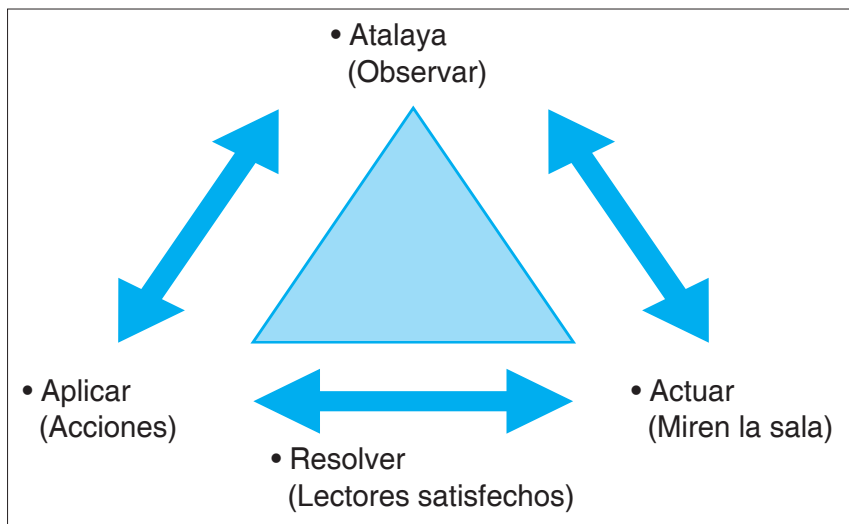 • Atalaya
(Observar)
• Aplicar
(Acciones)
• Actuar
(Miren la sala)
• Resolver
(Lectores satisfechos)